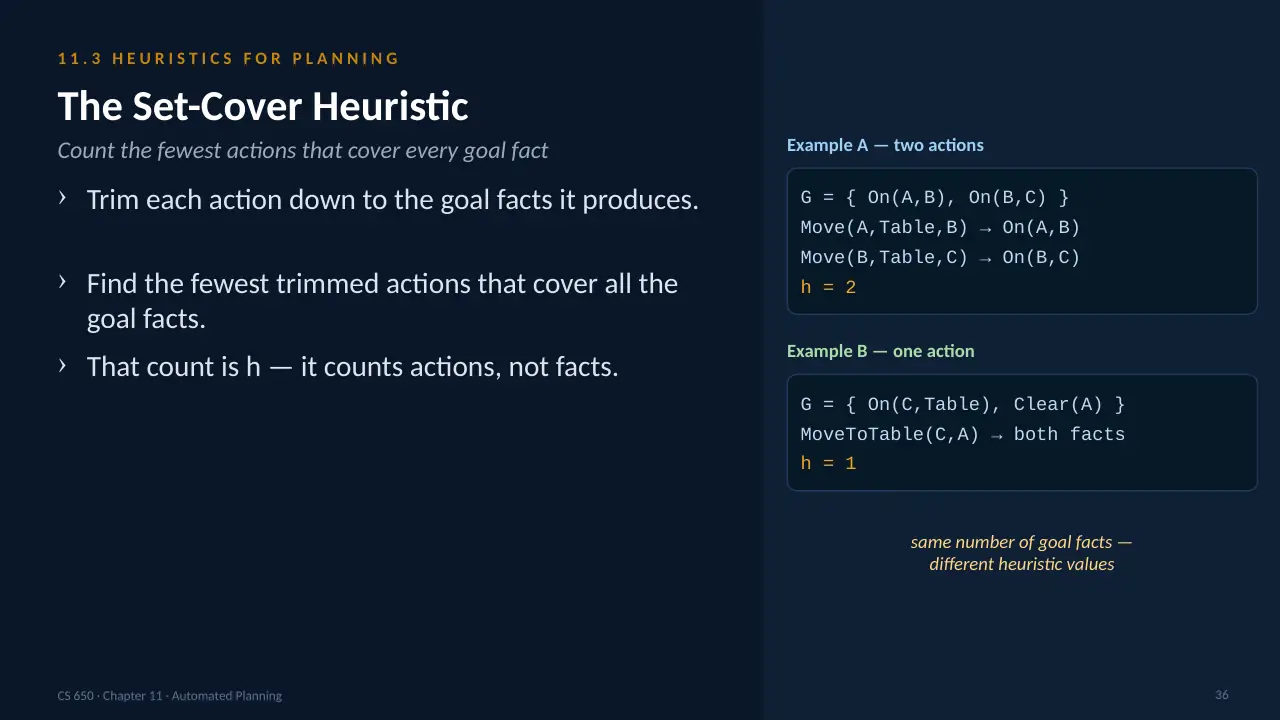 11.3 HEURISTICS FOR PLANNING
The Set-Cover Heuristic
Count the fewest actions that cover every goal fact
› Trim each action down to the goal facts it produces.
› Find the fewest trimmed actions that cover all the
goal facts.
› That count is h — it counts actions, not facts.
Example A — two actions
G = { On(A,B), On(B,C) }
Move(A,Table,B) → On(A,B)
Move(B,Table,C) → On(B,C)
h = 2
Example B — one action
G = { On(C,Table), Clear(A) }
MoveToTable(C,A) → both facts
h = 1
same number of goal facts —
different heuristic values
CS 650 · Chapter 11 · Automated Planning
36